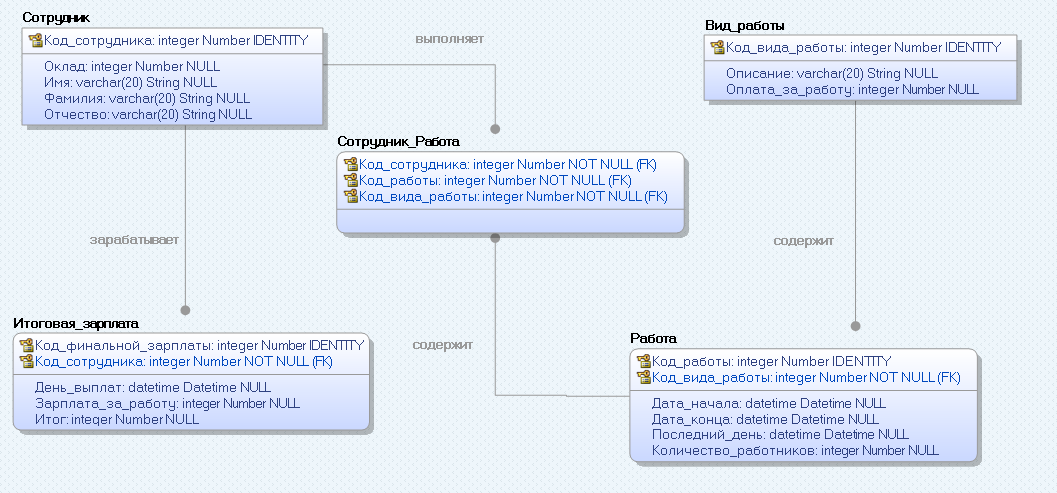 Сотрудник
Код_сотрудника: integer Number IDENTITY
Оклад: integer Number NULL
Имя: varchar(20) String NULL
Фамилия: varchar(20) String NULL
Отчество: varchar(20) String NULL
выполняет
Вид_работы
Код_вида_работы: integer Number IDENTITY
Описание: varchar(20) String NULL
Оплата_за_работу: integer Number NULL
Сотрудник_Работа
Код_сотрудника: integer Number NOT NULL (FK)
Код_работы: integer Number NOT NULL (FK)
Код_вида_работы: integer Number NOT NULL (FK)
зарабатывает
содержит
Итоговая_зарплата
Код_финальной_зарплаты: integer Number IDENTITY
Код_сотрудника: integer Number NOT NULL (FK)
День_выплат: datetime Datetime NULL
Зарплата_за_работу: integer Number NULL
Итог: integer Number NULL
содержит
Работа
Код_работы: integer Number IDENTITY
Код_вида_работы: integer Number NOT NULL (FK)
Дата_начала: datetime Datetime NULL
Дата_конца: datetime Datetime NULL
Последний_день: datetime Datetime NULL
Количество_работников: integer Number NULL